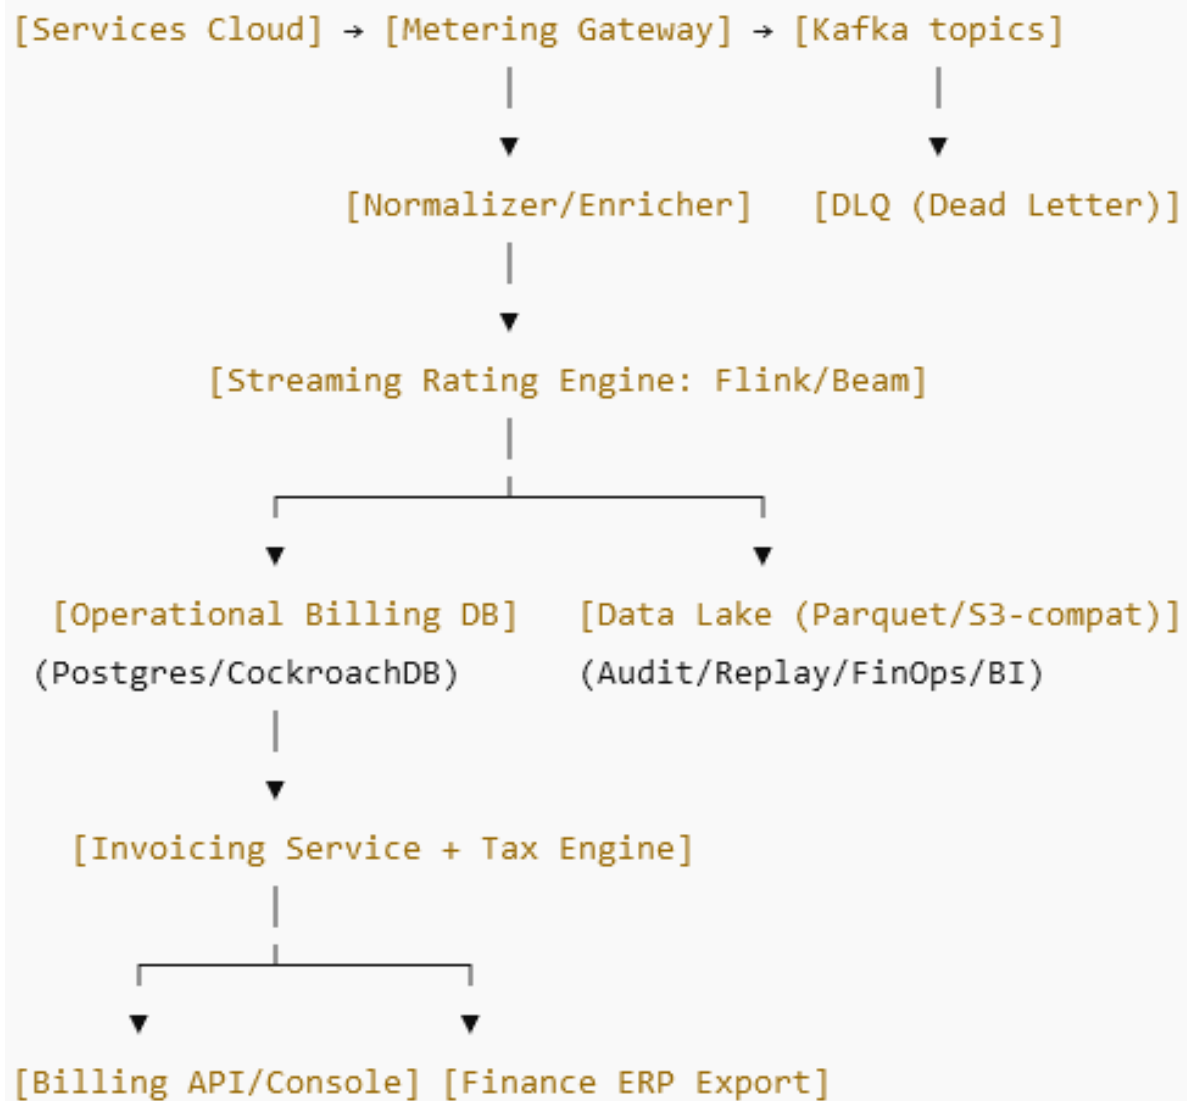 [Services Cloud] → [Metering Gateway] → [Kafka topics]
[Normalizer/Enricher] [DLQ (Dead Letter)]
[Streaming Rating Engine: Flink/Beam]
[Operational Billing DB] [Data Lake (Parquet/S3-compat)]
(Postgres/CockroachDB) (Audit/Replay/FinOps/BI)
[Invoicing Service + Tax Engine]
[Billing API/Console] [Finance ERP Export]